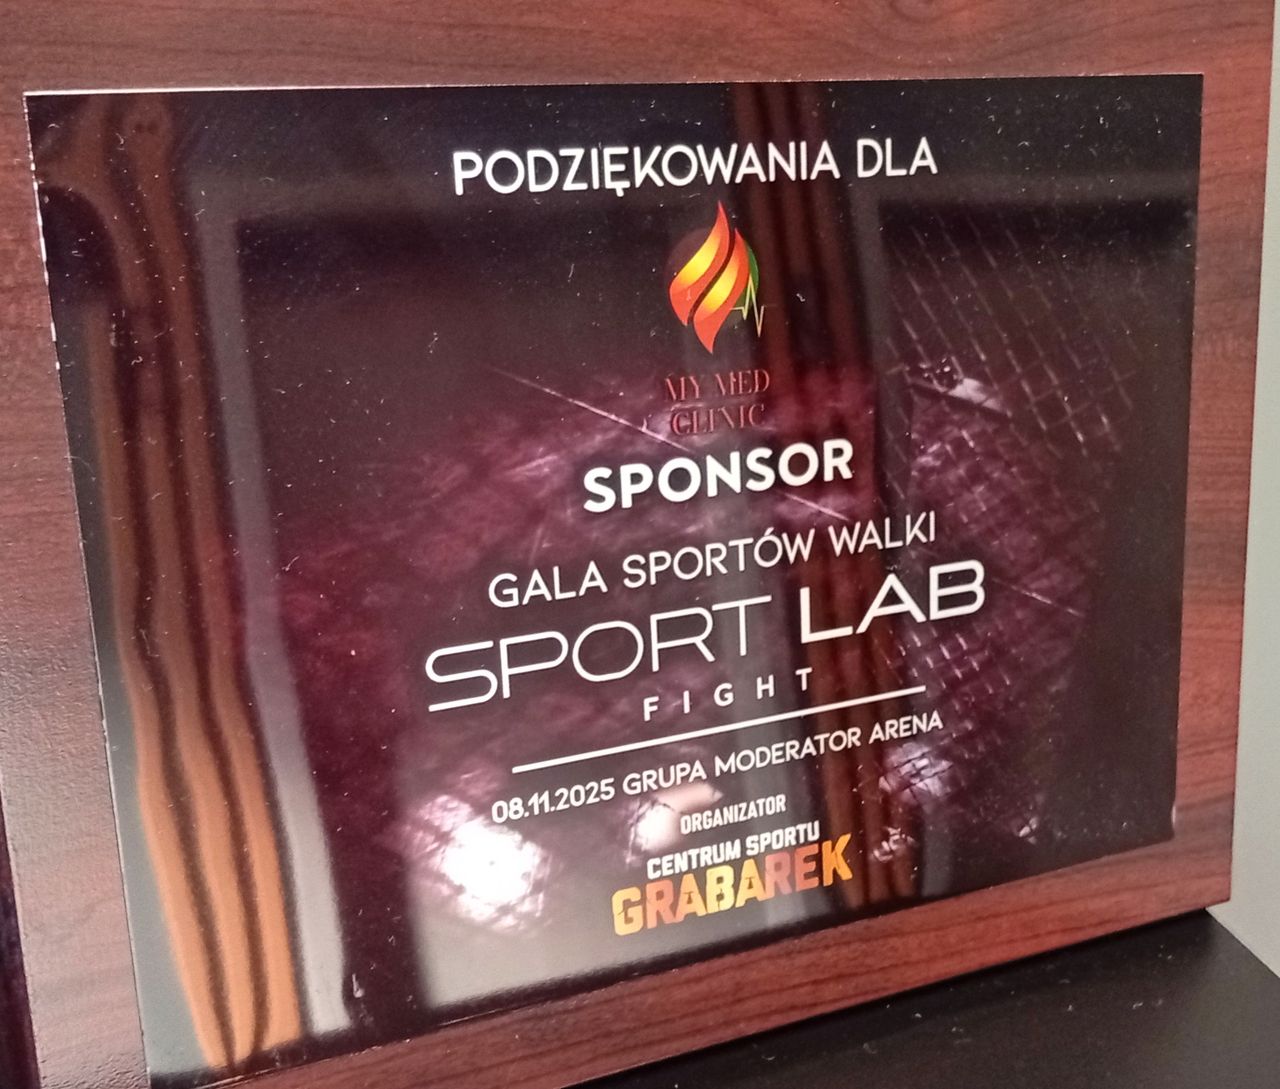 PODZIĘKOWANIA DLA
MY MED
CLINIC
SPONSOR
GALA SPORTÓW WALKI
SPORT LAB
FIGHT
08.11.2025 GRUPA MODERATOR ARENA
ORGANIZATOR
CENTRUM SPORTU
GRABAREK